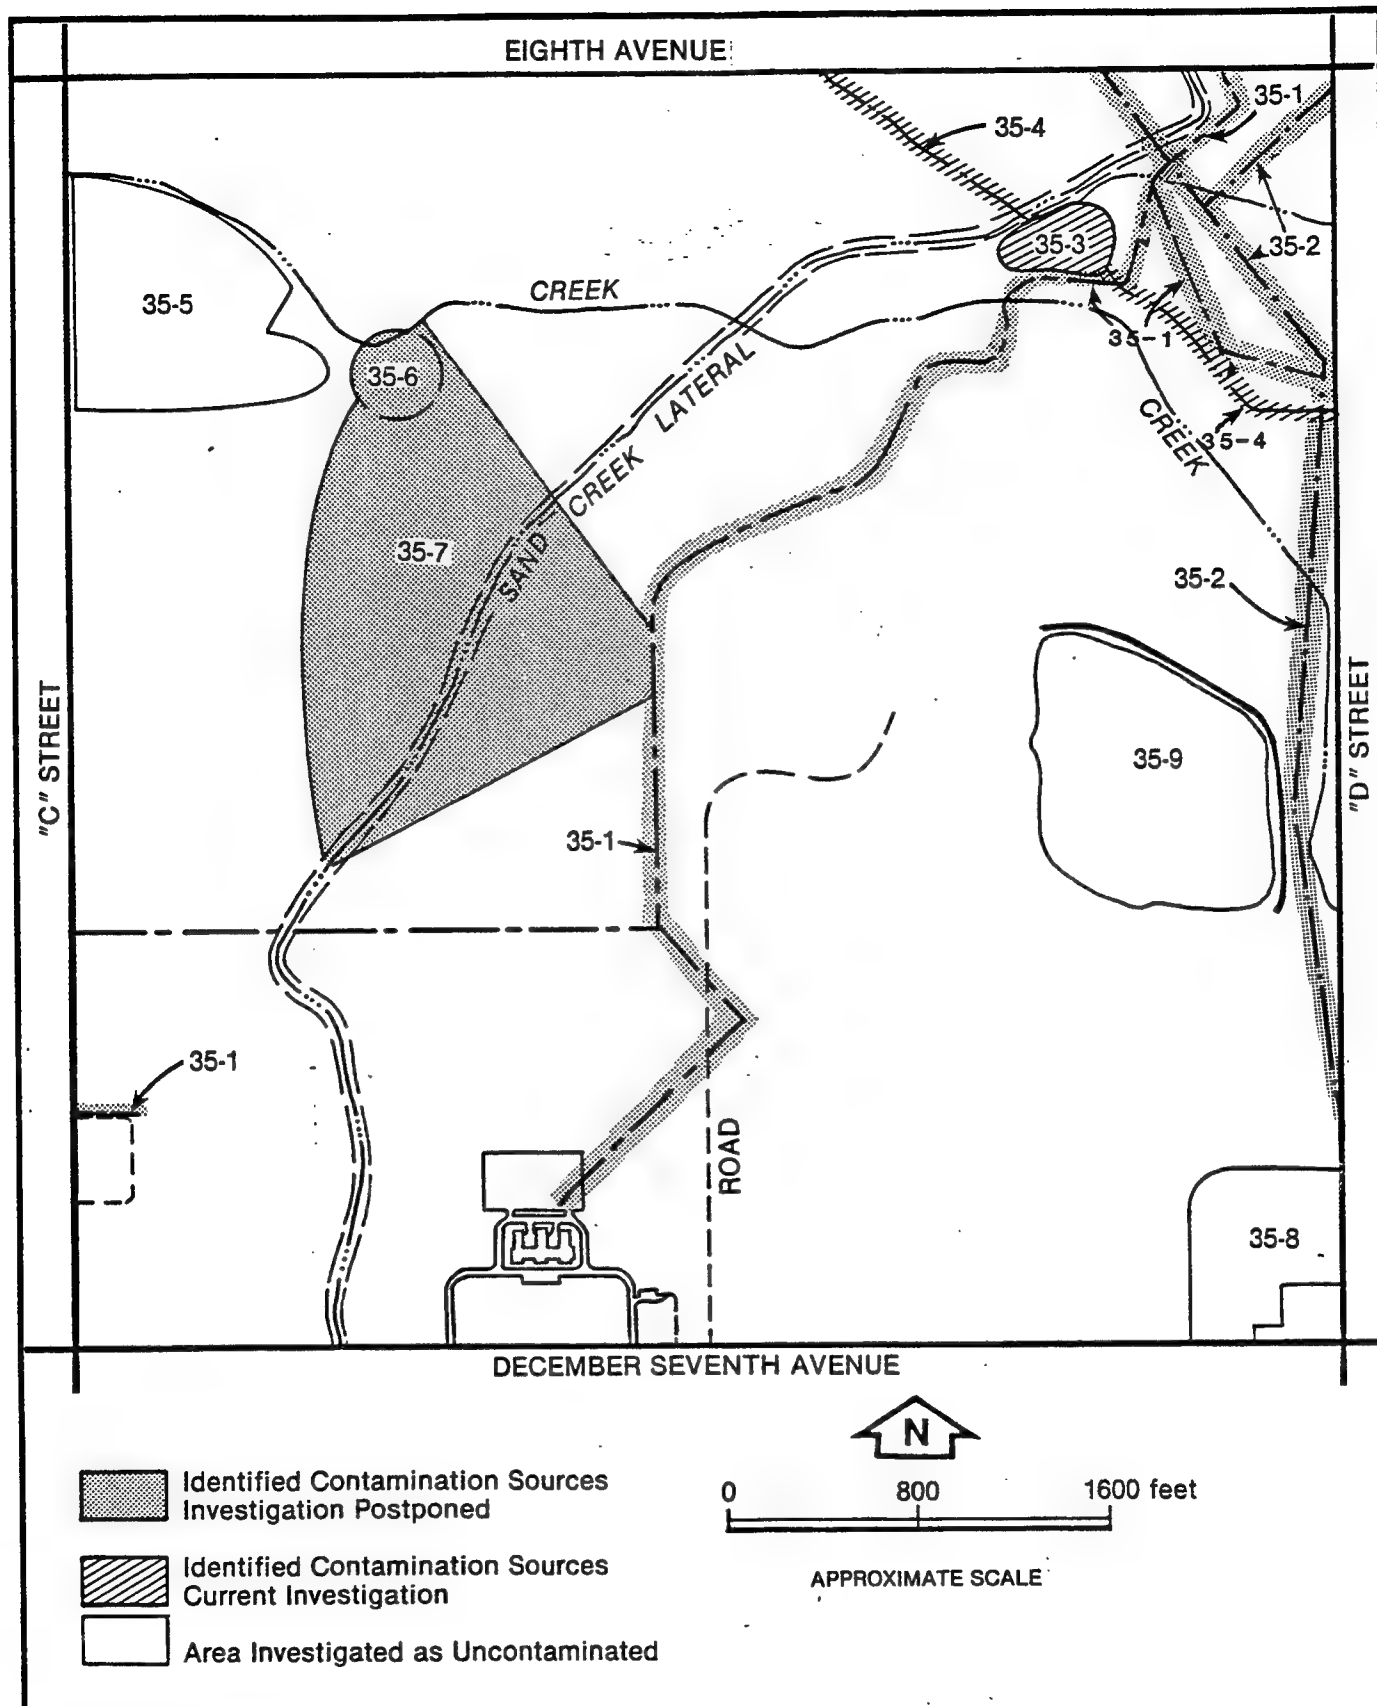 EIGHTH AVENUE
35-1
35-4
35-2
35-3
35-5
CREEK
35-1
35-6
SAND CREEK LATERAL
CREEK
35-4
35-7
35-2
"C" STREET
"D" STREET
35-9
35-1
35-1
ROAD
35-8
DECEMBER SEVENTH AVENUE
N
Identified Contamination Sources
Investigation Postponed
0 800 1600 feet
Identified Contamination Sources
Current Investigation
APPROXIMATE SCALE
Area Investigated as Uncontaminated